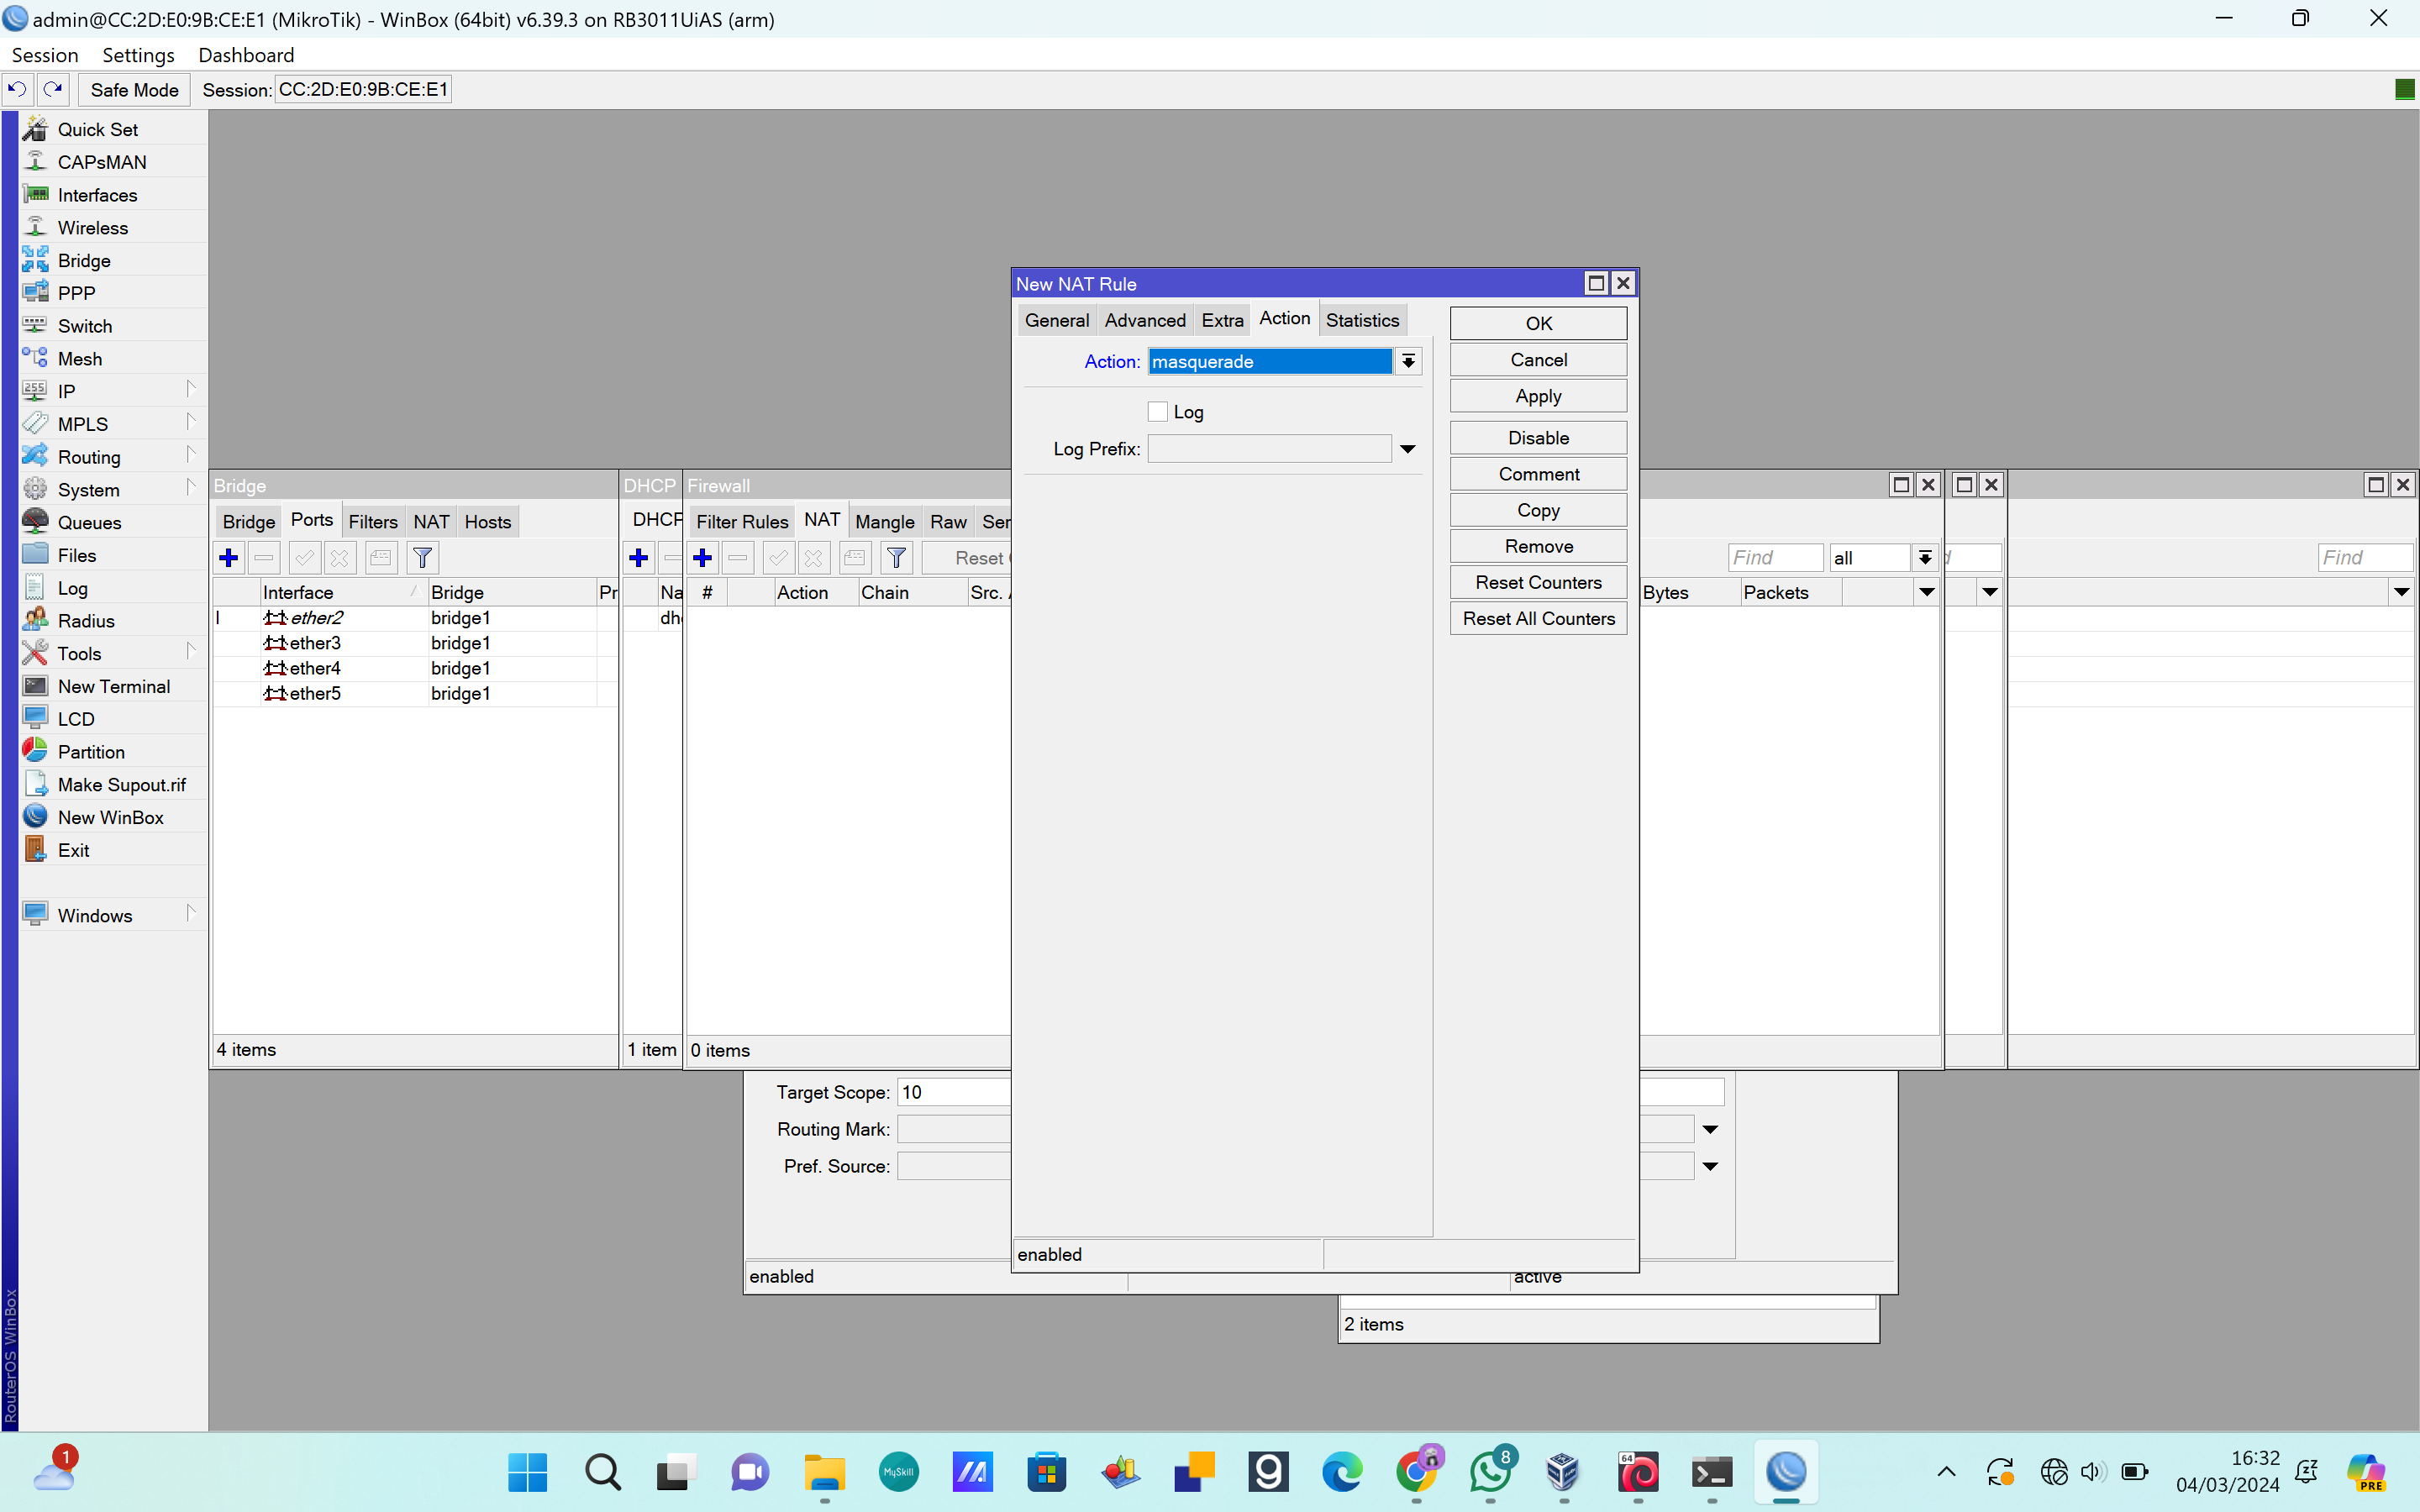 admin@CC:2D:E0:9B:CE:E1 (MikroTik) - WinBox (64bit) v6.39.3 on RB3011UiAS (arm)
Session Settings Dashboard
Safe Mode Session: CC:2D:E0:9B:CE:E1
Quick Set
CAPsMAN
Interfaces
Wireless
Bridge
PPP
Switch
Mesh
IP
MPLS
Routing
System
Queues
Files
Log
Radius
Tools
New Terminal
LCD
Partition
Make Supout.rif
New WinBox
Exit
Windows
RouterOS WinBox
Bridge
Bridge Ports Filters NAT Hosts
Interface Bridge Pr
I ether2 bridge1
ether3 bridge1
ether4 bridge1
ether5 bridge1
4 items
DHCP
DHCP
Na
dh
1 item
Firewall
Filter Rules NAT Mangle Raw Ser
Reset
# Action Chain Src.
0 items
Find all
Bytes Packets
Find
New NAT Rule
General Advanced Extra Action Statistics
Action: masquerade
Log
Log Prefix:
OK
Cancel
Apply
Disable
Comment
Copy
Remove
Reset Counters
Reset All Counters
enabled
Target Scope: 10
Routing Mark:
Pref. Source:
enabled
active
2 items
1
MySkill
8
64
16:32
04/03/2024
PRE